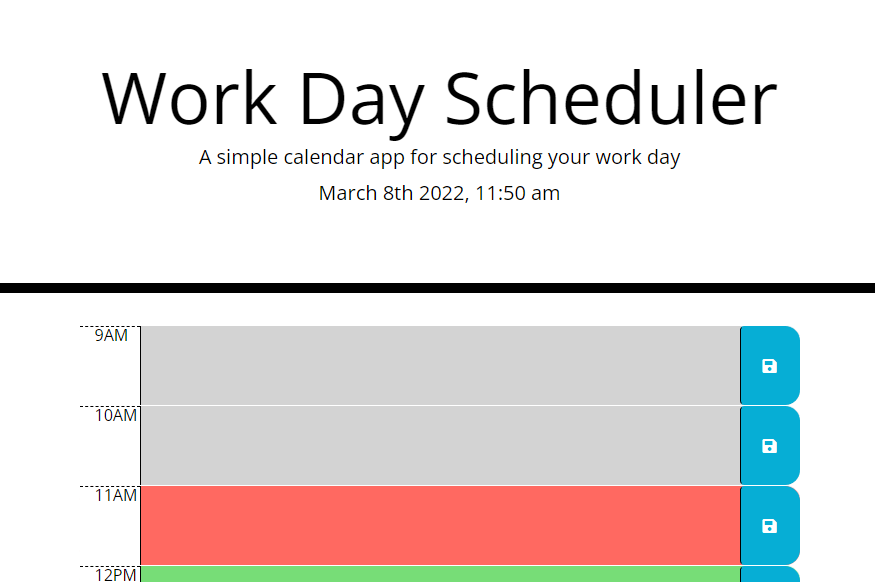 Work Day Scheduler
A simple calendar app for scheduling your work day
March 8th 2022, 11:50 am
9AM
10AM
11AM
12PM